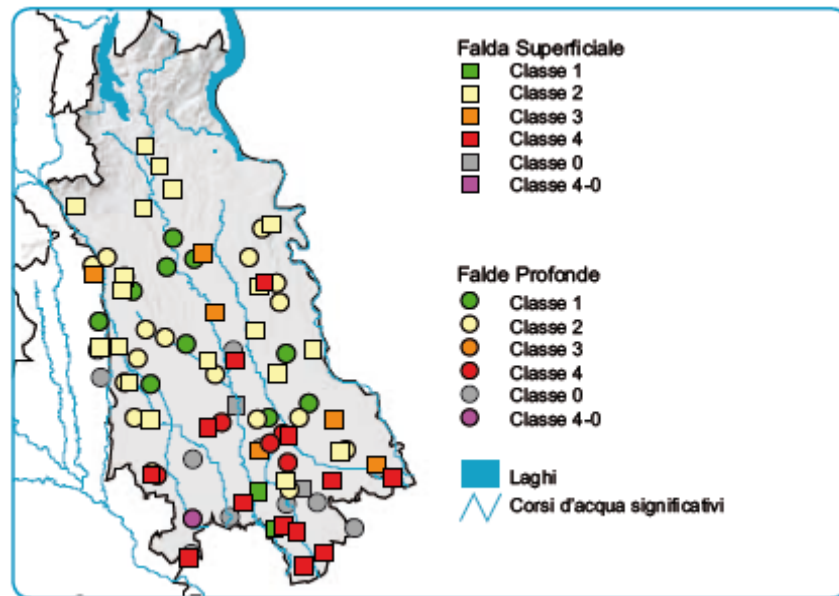 Falda Superficiale
Classe 1
Classe 2
Classe 3
Classe 4
Classe 0
Classe 4-0
Falde Profonde
Classe 1
Classe 2
Classe 3
Classe 4
Classe 0
Classe 4-0
Laghi
Corsi d'acqua significativi